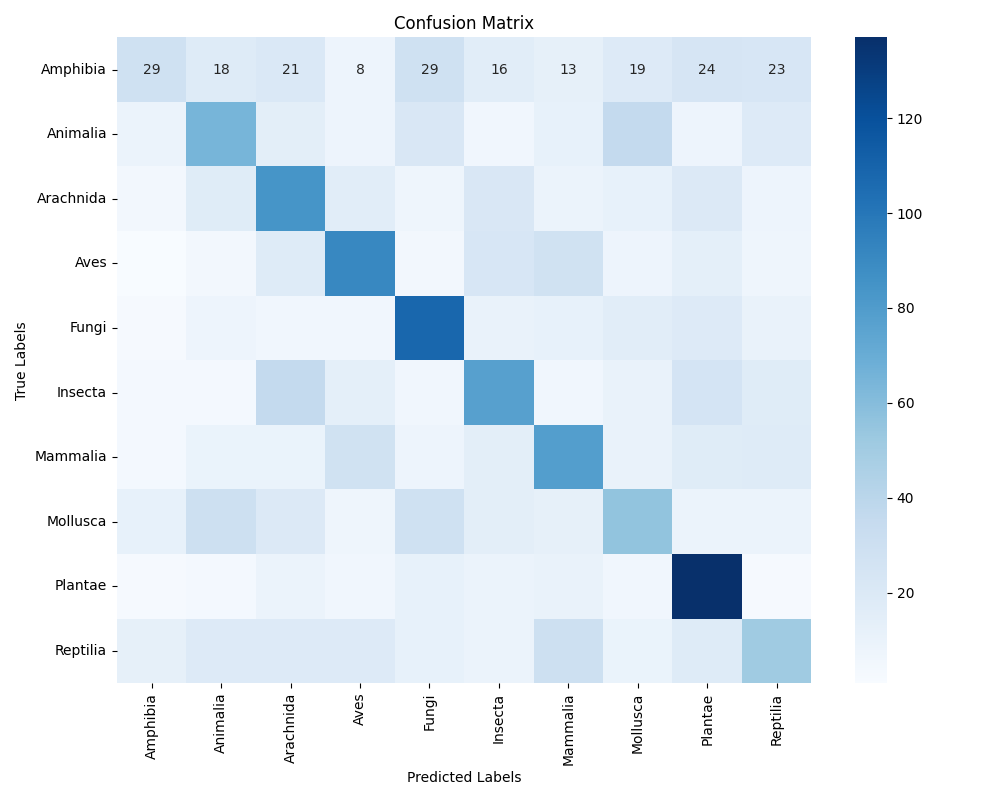 Confusion Matrix
Amphibia 29 18 21 8 29 16 13 19 24 23
Animalia
Arachnida
Aves
Fungi
Insecta
Mammalia
Mollusca
Plantae
Reptilia
True Labels
Amphibia Animalia Arachnida Aves Fungi Insecta Mammalia Mollusca Plantae Reptilia
Predicted Labels
120
100
80
60
40
20